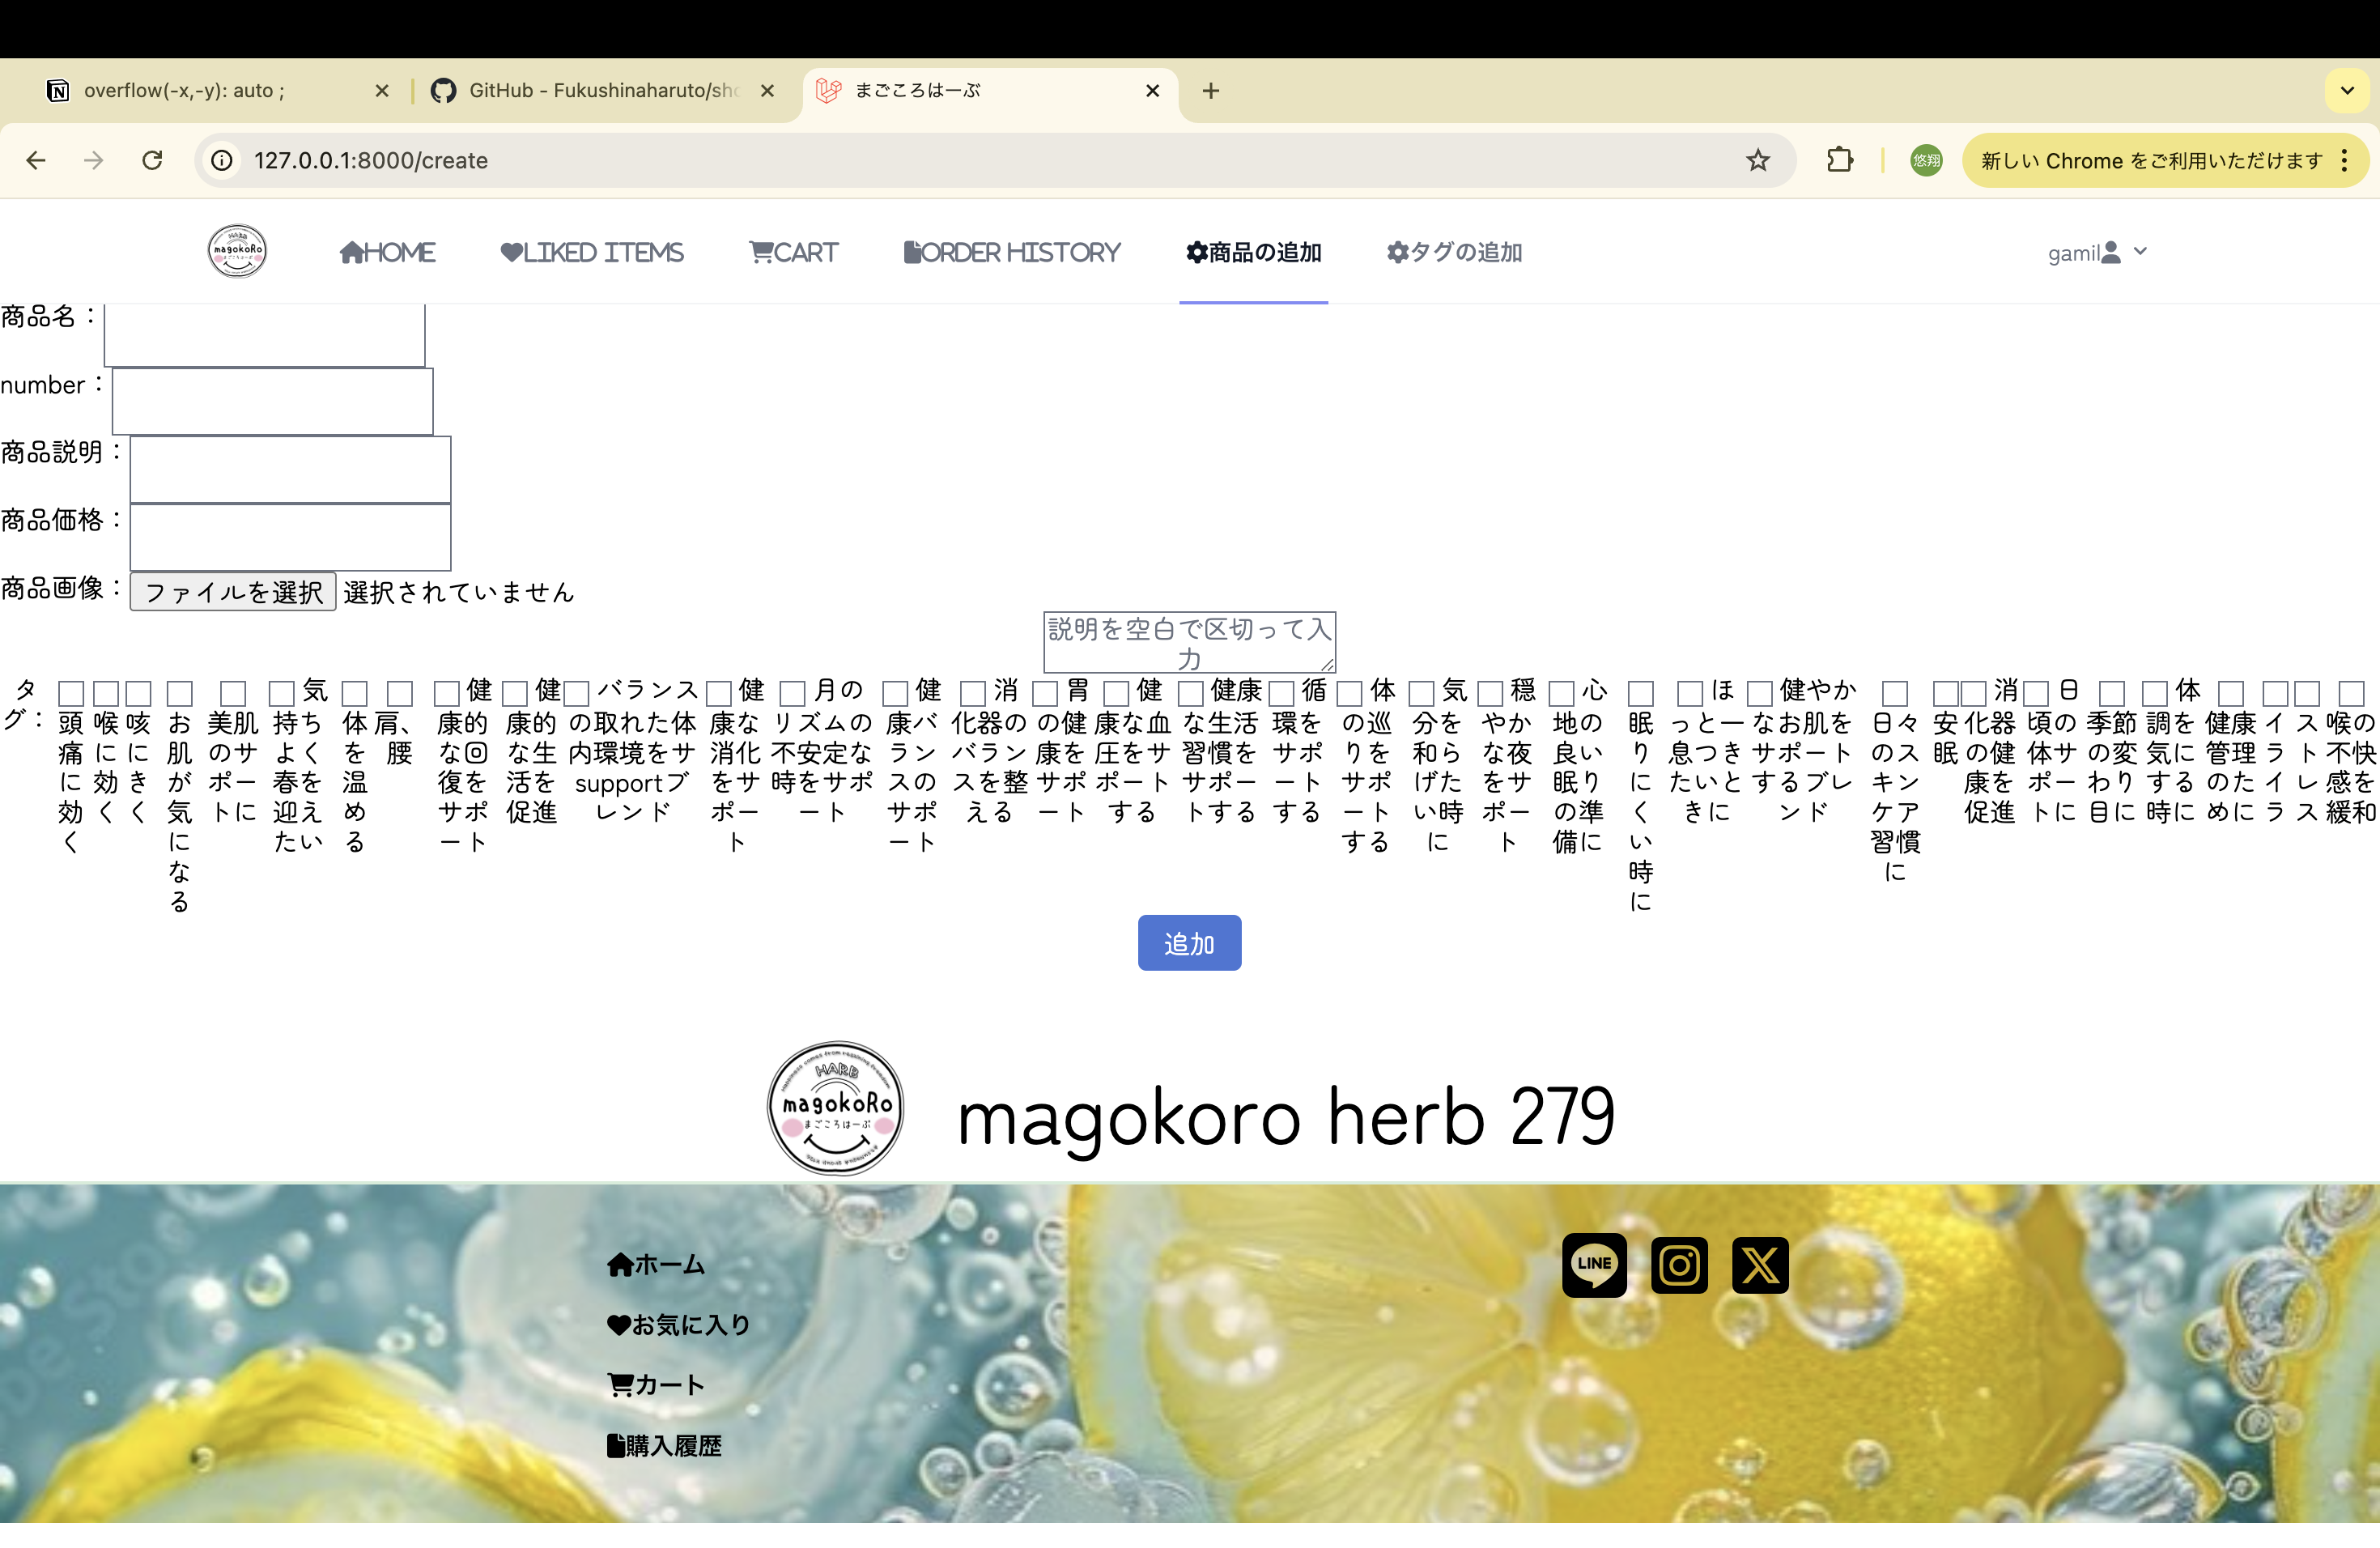 overflow(-x,-y): auto ;
GitHub - Fukushinaharuto/sho
まごころはーぶ
127.0.0.1:8000/create
悠翔
新しい Chrome をご利用いただけます
HARB
magokoRo
まごころはーぶ
HOME
LIKED ITEMS
CART
ORDER HISTORY
商品の追加
タグの追加
gamil
商品名：
number：
商品説明：
商品価格：
商品画像：
ファイルを選択 選択されていません
説明を空白で区切って入
力
タグ：
頭痛に効く
喉に効く
咳にきく
お肌が気になる
美肌のサポートに
気持ちよく春を迎えたい
体を温める
肩、腰
健康的な回復をサポート
健康的な生活を促進
バランスの取れた体内環境をサsupportブレンド
健康な消化をサポート
月のリズムの不安定な時をサポート
健康バランスのサポート
消化器のバランスを整える
胃の健康をサポート
健康な血圧をサポートする
健康な生活習慣をサポートする
循環をサポートする
体の巡りをサポートする
気分を和らげたい時に
穏やかな夜をサポート
心地の良い眠りの準備に
眠りにくい時に
ほっと一息つきたいときに
健やかなお肌をサポートするブレンド
日々のスキンケア習慣に
安眠
消化器の健康を促進
日頃の体サポートに
季節の変わり目に
体調を気にする時に
健康管理のために
イライラ
ストレス
喉の不快感を緩和
追加
HARB
magokoRo
まごころはーぶ
magokoro herb 279
ホーム
お気に入り
カート
購入履歴
LINE